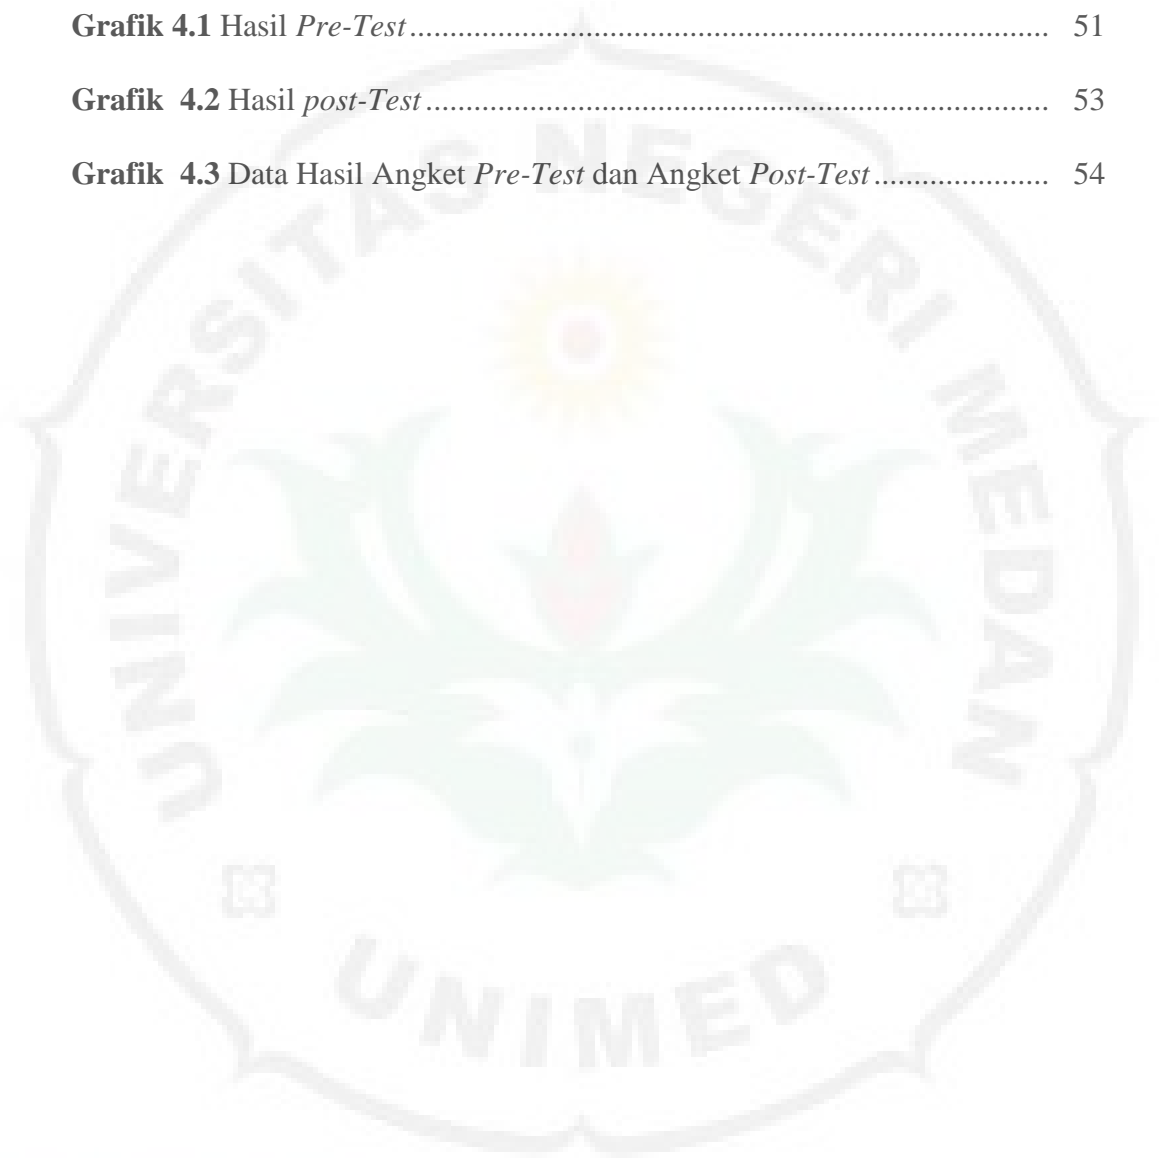 Grafik 4.1 Hasil Pre-Test................................................................................ 51
Grafik 4.2 Hasil post-Test.............................................................................. 53
Grafik 4.3 Data Hasil Angket Pre-Test dan Angket Post-Test...................... 54
UNIVERSITAS NEGERI MEDAN
UNIMED